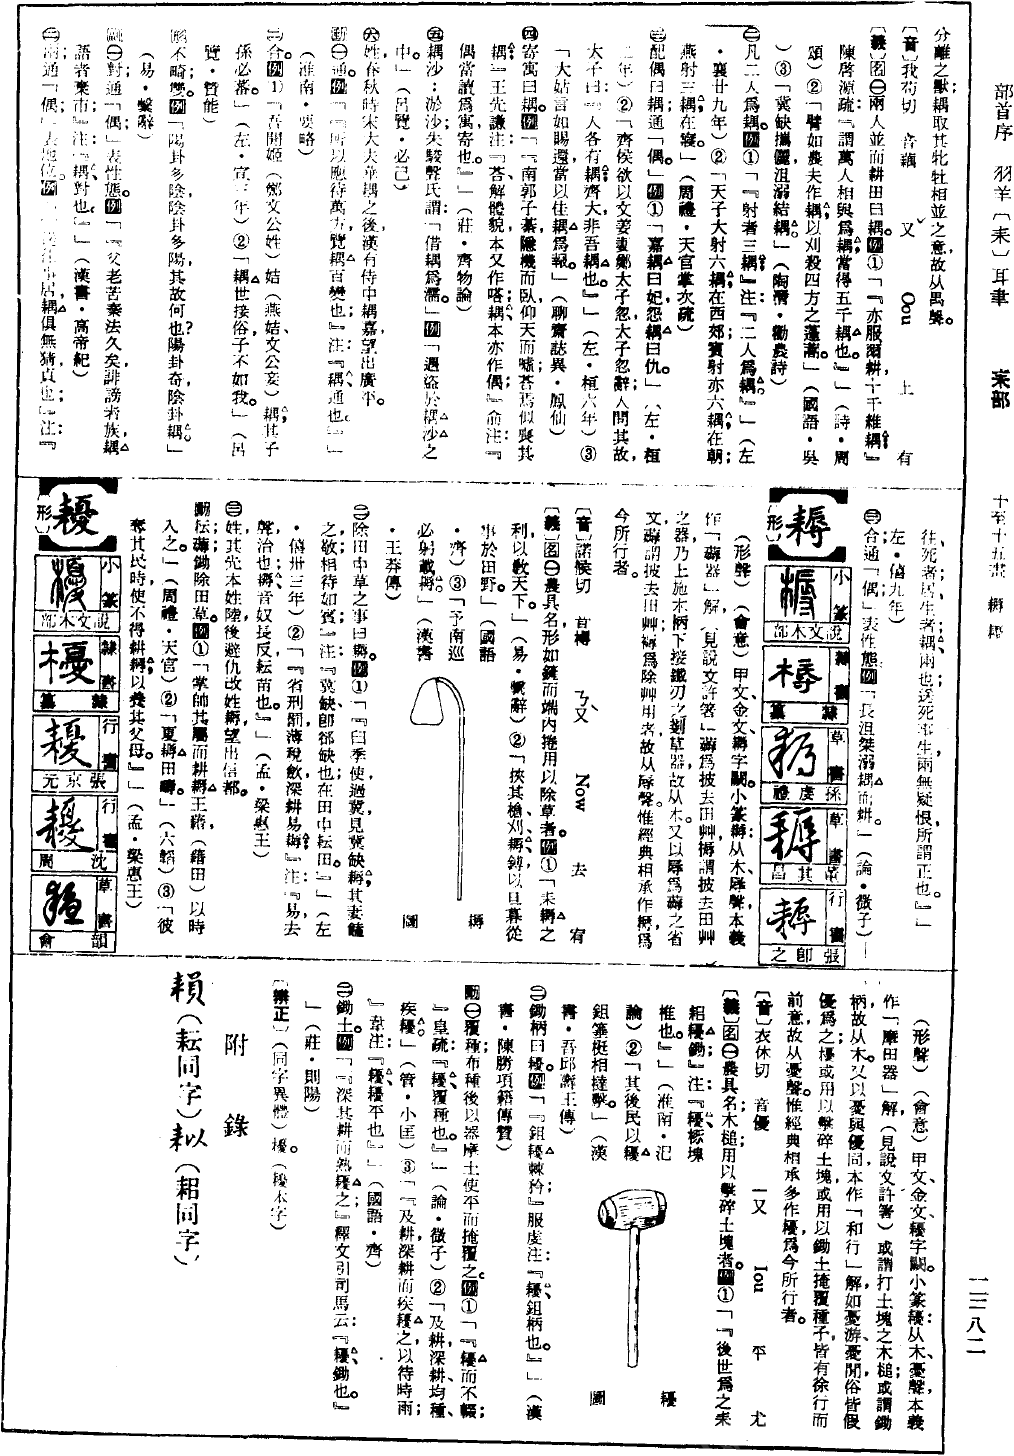 部首序　羽羊〔耒〕耳聿　耒部　十至十五畫　耨　耰　一三八二
分離之獸耦取其牝牡相並之意故从禺聲。
〔音〕我苟切　音藕　又　Oou　上　有
〔義〕名㊀兩人並而耕田曰耦。例①「『亦服爾耕十千維耦』
陳啓源疏『謂萬人相與爲耦當得五千耦也。』」（詩・周
頌）②「譬如農夫作耦以刈殺四方之蓬蒿。」（國語・吳
）③「冀缺攜儷沮溺結耦。」（陶潛・勸農詩）
㊁凡二人爲耦。例①「『射者三耦』注『二人爲耦』」（左
・襄廿九年）②「天子大射六耦在西郊賓射亦六耦在朝；
燕射三耦在寢。」（周禮・天官掌次疏）
㊂配偶曰耦通「偶。」例①「嘉耦曰妃怨耦曰仇。」（左・桓
二年）②「齊侯欲以文姜妻鄭太子忽太子忽辭人問其故，
太子曰『人各有耦齊大非吾耦也。』」（左・桓六年）③
「大姑言如賜還當以佳耦爲報。」（聊齋誌異・鳳仙）
㊃寄寓曰耦。例「『南郭子綦隱機而臥仰天而噓荅焉似喪其
耦』王先謙注『荅解體貌本又作嗒耦本亦作偶』俞注『
偶當讀爲寓寄也。』」（莊・齊物論）
㊄耦沙：淤沙朱駿聲氏謂「借耦爲濡。」例「遇盜於耦沙之
中。」（呂覽・必己）
㊅姓春秋時宋大夫華耦之後漢有侍中耦嘉望出廣平。
動㊀通。例「『所以應待萬方覽耦百變也』注『耦通也』」
（淮南・要略）
㊁合。例①「吾聞姬（鄭文公姓）姞（燕姞文公妾）耦其子
孫必蕃。」（左・宣三年）②「耦世接俗子不如我。」（呂
覽・贊能）
形不畸；雙。例「陽卦多陰陰卦多陽其故何也？陽卦奇，陰卦耦。」
（易・繫辭）
副㊀對通「偶」表性態。例「『父老苦秦法久矣誹謗者族耦
語者棄市』注『耦對也。』」（漢書・高帝紀）
往死者居生者耦兩也送死事生兩無疑恨所謂正也。』」
左・僖九年）
㊂合通「偶」表性態例「長沮桀溺耦而耕。」（論・微子）
耨
〔形〕
小篆　說文木部
隸書　隸篡
草書　孫虔禮
草書　董其昌
行書　張即之
（形聲）（會意）甲文金文耨字闕。小篆耨从木辱聲本義
作「薅器」解（見說文許箸）薅爲披去田艸槈謂披去田艸
之器乃上施木柄下接鐵刃之剗草器故从木又以辱爲薅之省
文薅謂披去田艸槈爲除艸用者故从辱聲惟經典相承作耨爲
今所行者。
〔音〕諾候切　音槈　ㄋㄡ　Now　去　宥
〔義〕名㊀農具名形如鏟而端內捲用以除草者。例①「耒耨之
利以敎天下。」（易・繫辭）②「挾其槍刈耨鎛以旦暮從
事於田野。」（國語
・齊）③「予南巡
必躬載耨。」（漢書
・王莽傳）
耨　圖
㊁除田中草之事曰耨。例①「『臼季使過冀見冀缺耨其妻饁
之敬相待如賓』注『冀缺卽郤缺也在田中耘田。』」（左
・僖卅三年）②「『省刑罰薄稅斂深耕易耨』注『易去
聲治也耨音奴長反耘苗也。』」（孟・梁惠王）
㊂姓其先本姓陸後避仇改姓耨望出信都。
動耘薅鋤除田草。例①「掌帥其屬而耕耨王藉（藉田）以時
入之。」（周禮・天官）②「夏耨田疇。」（六韜）③「彼
奪其民時使不得耕耨以養其父母。」（孟・梁惠王）
耰
〔形〕
小篆　說文木部
隸書　隸篡
行書　張京元
行書　沈周
草書　草書韻會
（形聲）（會意）甲文金文耰字闕。小篆耰从木憂聲本義
作「摩田器」解（見說文許箸）或謂打土塊之木槌；或謂鋤
柄故从木又以憂與優同本作「和行」解如憂游憂閒俗皆假
優爲之耰或用以擊碎土塊或用以鋤土掩覆種子皆有徐行而
前意故从憂聲惟經典相承多作耰爲今所行者。
〔音〕衣休切　音優　ㄧㄡ　Iou　平　尤
〔義〕名㊀農具名木槌用以擊碎土塊者。例①「『後世爲之耒
耜耰鋤』注『耰椓塊
椎也。』」（淮南・氾
論）②「其後民以耰
鉏箠梃相撻擊。」（漢
書・吾邱壽王傳）
耰　圖
㊁鋤柄曰耰。例「『鉏耰棘矜』服虔注『耰鉏柄也。』」（漢
書・陳勝項籍傳贊）
動㊀覆種布種後以器摩土使平而掩覆之。例①「『耰而不輟
』皇疏『耰覆種也。』」（論・微子）②「及耕深耕均種，
疾耰。」（管・小匡）③「『及耕深耕而疾耰之以待時雨』
』韋注『耰耰平也。』」（國語・齊）
㊁鋤土。例「『深其耕而熟耰之』釋文引司馬云『耰鋤也。』
」（莊・則陽）
〔辨正〕（同字異體）櫌。（耰本字）
附　錄
䫈（耘同字）耛（耜同字）